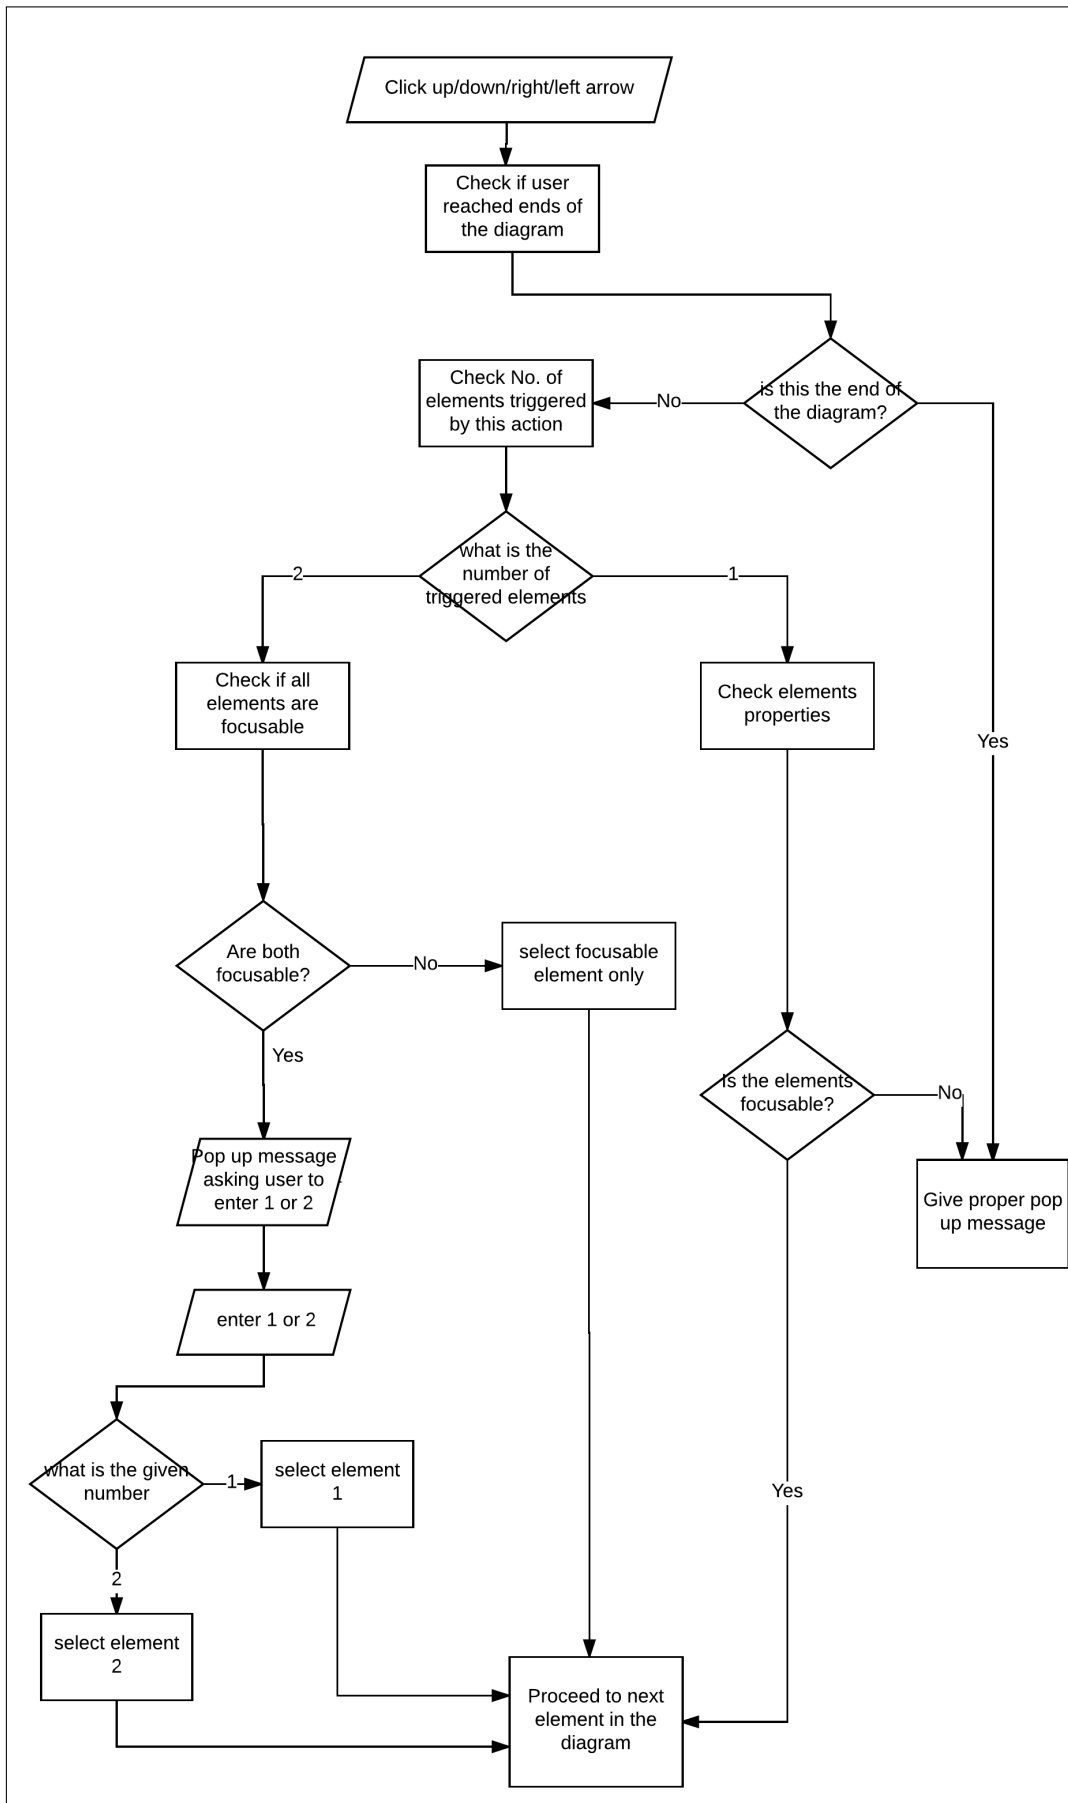 Click up/down/right/left arrow
Check if user
reached ends of
the diagram
is this the end of
the diagram?
No
Check No. of
elements triggered
by this action
what is the
number of
triggered elements
2
1
Check if all
elements are
focusable
Check elements
properties
Yes
Are both
focusable?
No
select focusable
element only
Yes
Is the elements
focusable?
No
Pop up message
asking user to
enter 1 or 2
Give proper pop
up message
enter 1 or 2
what is the given
number
1
select element
1
Yes
2
select element
2
Proceed to next
element in the
diagram